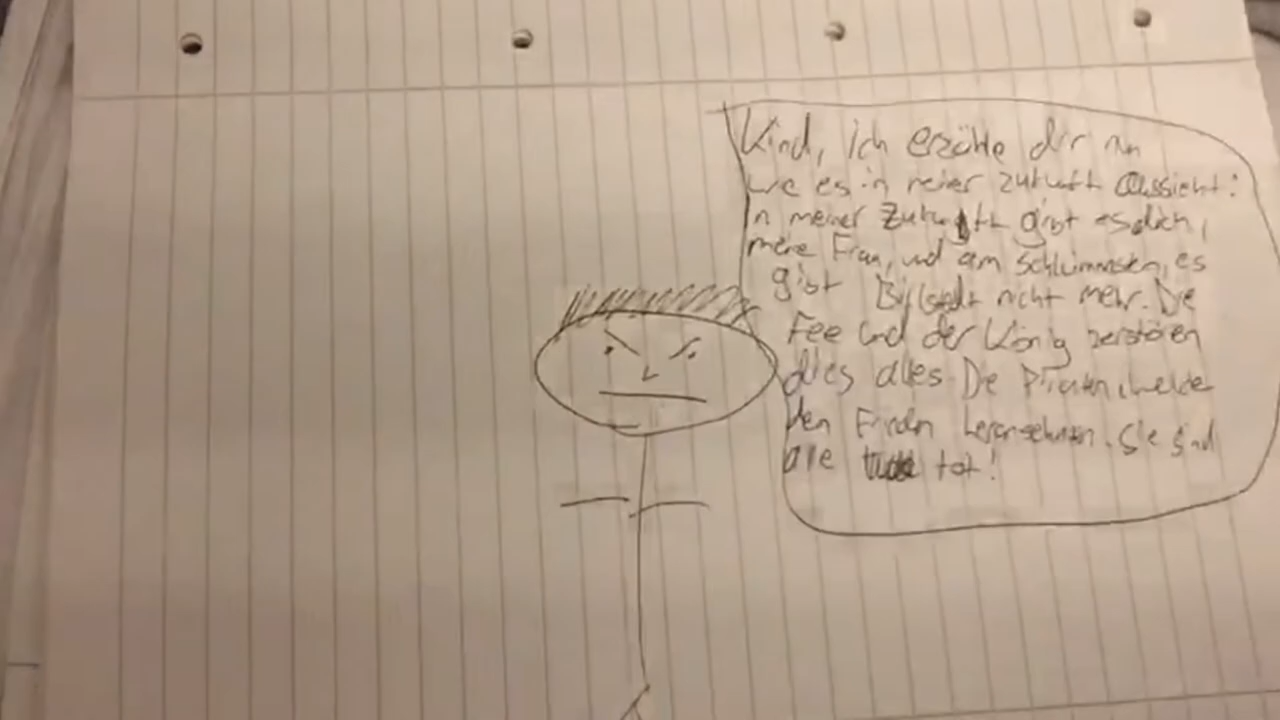 Kind, ich erzähle dir nun
wie es in meiner Zukunft aussieht:
In meiner Zukunft gibt es dich,
meine Frau, und am schlimmsten, es
gibt nicht mehr. Die
Fee und der König zerstören
dies alles Die Piraten, welche
den Frieden. Sie sind
alle tot!